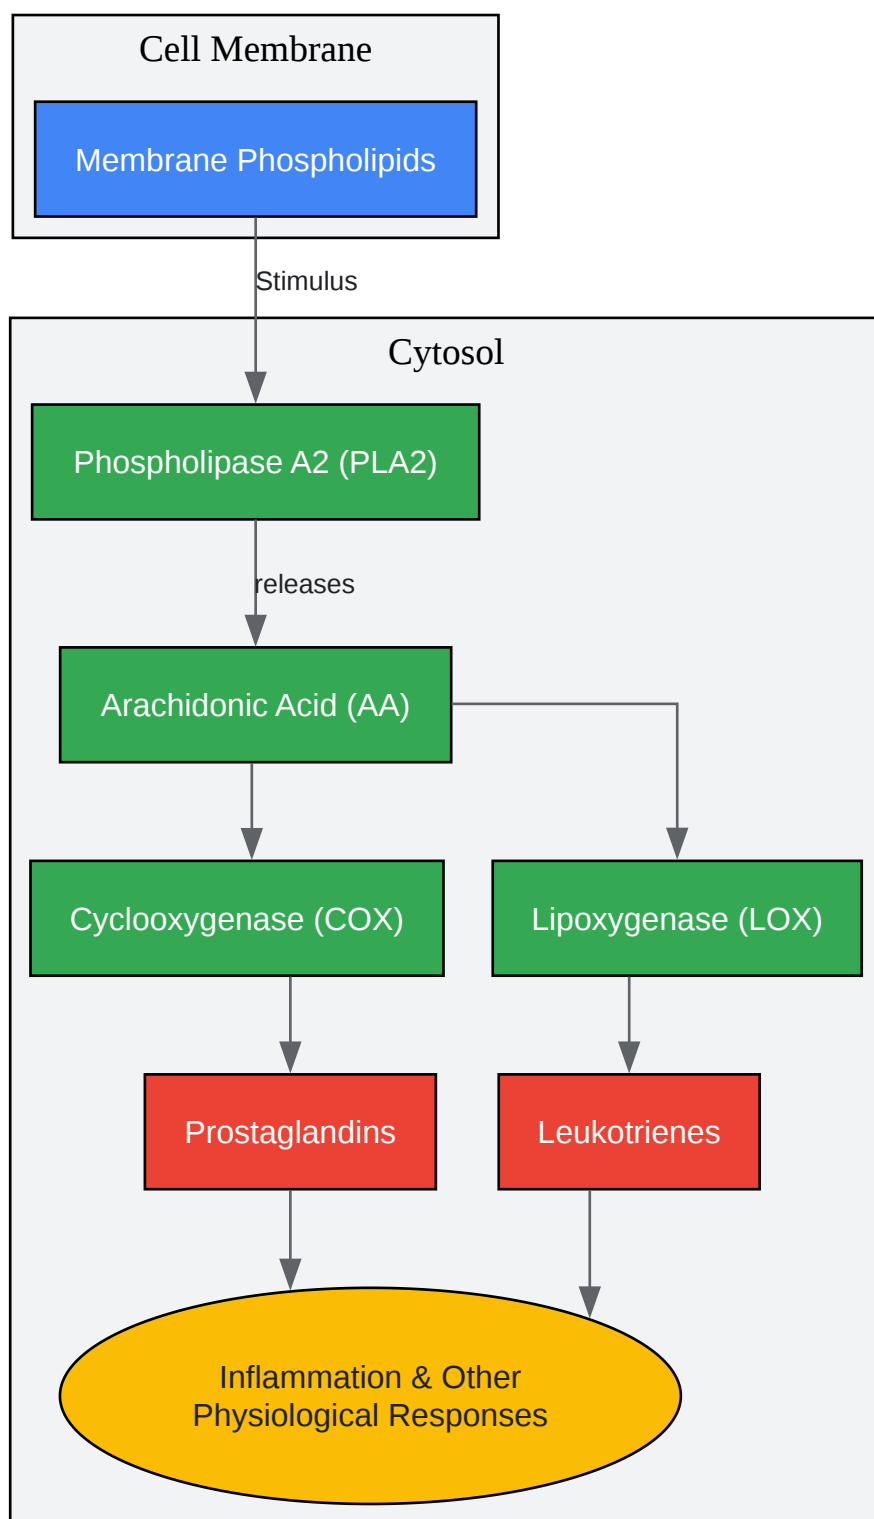 Cell Membrane
Membrane Phospholipids
Stimulus
Cytosol
Phospholipase A2 (PLA2)
releases
Arachidonic Acid (AA)
Cyclooxygenase (COX)
Lipoxygenase (LOX)
Prostaglandins
Leukotrienes
Inflammation & Other
Physiological Responses